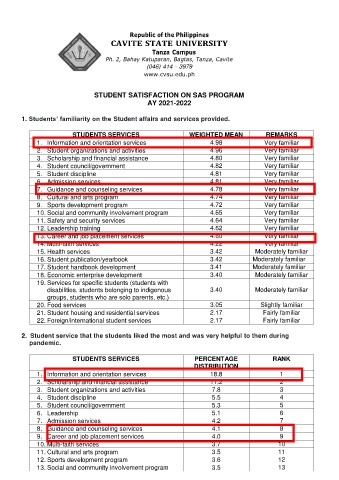 Republic of the Philippines
CAVITE STATE UNIVERSITY
Tanza Campus
Ph. 2, Bahay Katuparan, Bagtas, Tanza, Cavite
(046) 414 - 3979
www.cvsu.edu.ph
STUDENT SATISFACTION ON SAS PROGRAM
AY 2021-2022
1. Students' familiarity on the Student affairs and services provided.
STUDENTS SERVICES WEIGHTED MEAN REMARKS
1. Information and orientation services 4.98 Very familiar
2. Student organizations and activities 4.96 Very familiar
3. Scholarship and financial assistance 4.80 Very familiar
4. Student council/government 4.82 Very familiar
5. Student discipline 4.81 Very familiar
6. Admission services 4.81 Very familiar
7. Guidance and counseling services 4.78 Very familiar
8. Cultural and arts program 4.74 Very familiar
9. Sports development program 4.72 Very familiar
10. Social and community involvement program 4.65 Very familiar
11. Safety and security services 4.64 Very familiar
12. Leadership training 4.62 Very familiar
13. Career and job placement services Very familiar
14. Multi-faith services 4.22 Very familiar
15. Health services 3.42 Moderately familiar
16. Student publication/yearbook 3.42 Moderately familiar
17. Student handbook development 3.41 Moderately familiar
18. Economic enterprise development 3.40 Moderately familiar
19. Services for specific students (students with
disabilities, students belonging to indigenous
groups, students who are solo parents, etc.) 3.40 Moderately familiar
20. Food services 3.05 Slightly familiar
21. Student housing and residential services 2.17 Fairly familiar
22. Foreign/International student services 2.17 Fairly familiar
2. Student service that the students liked the most and was very helpful to them during
pandemic.
STUDENTS SERVICES PERCENTAGE DISTRIBUTION RANK
1. Information and orientation services 18.8 1
2. Scholarship and financial assistance 11.2 2
3. Student organizations and activities 7.8 3
4. Student discipline 5.5 4
5. Student council/government 5.3 5
6. Leadership 5.1 6
7. Admission services 4.2 7
8. Guidance and counseling services 4.1 8
9. Career and job placement services 4.0 9
10. Multi-faith services 3.7 10
11. Cultural and arts program 3.5 11
12. Sports development program 3.6 12
13. Social and community involvement program 3.5 13